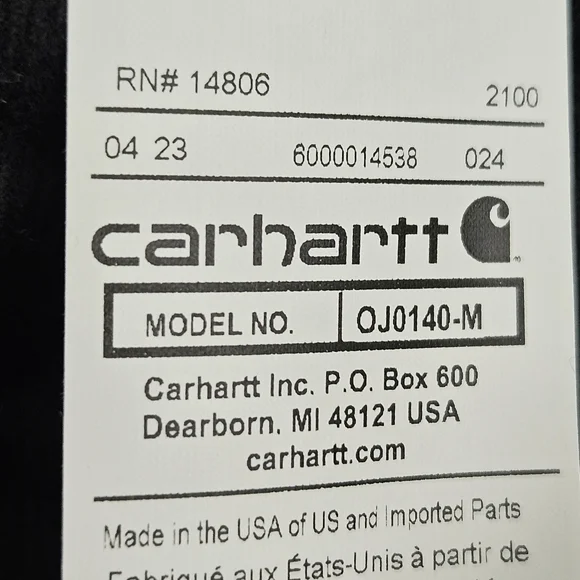 RN# 14806
2100
04 23 6000014538 024
carhartt
MODEL NO. OJ0140-M
Carhartt Inc. P.O. Box 600
Dearborn, MI 48121 USA
carhartt.com
Made in the USA of US and Imported Parts
Fabriqué aux États-Unis à partir de